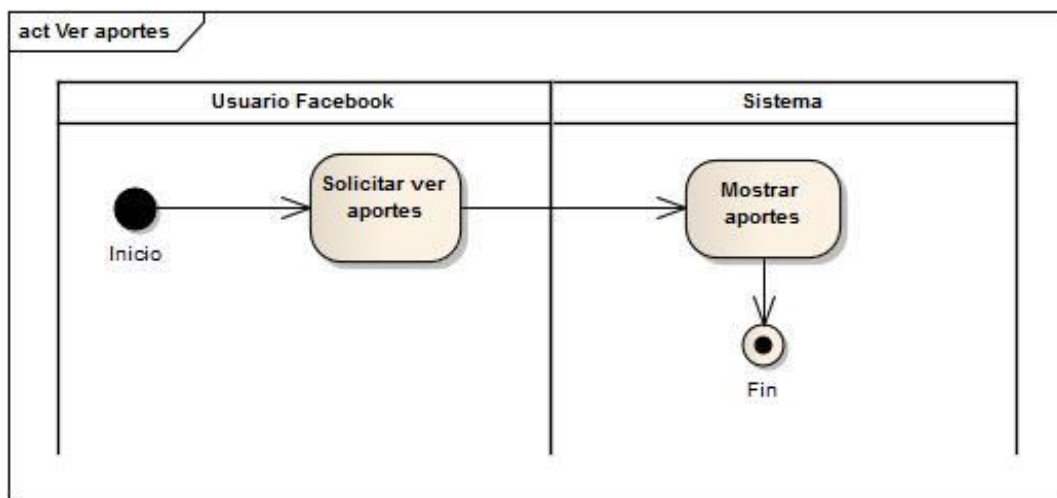 act Ver aportes
Usuario Facebook
Sistema
Solicitar ver
aportes
Mostrar
aportes
Inicio
Fin